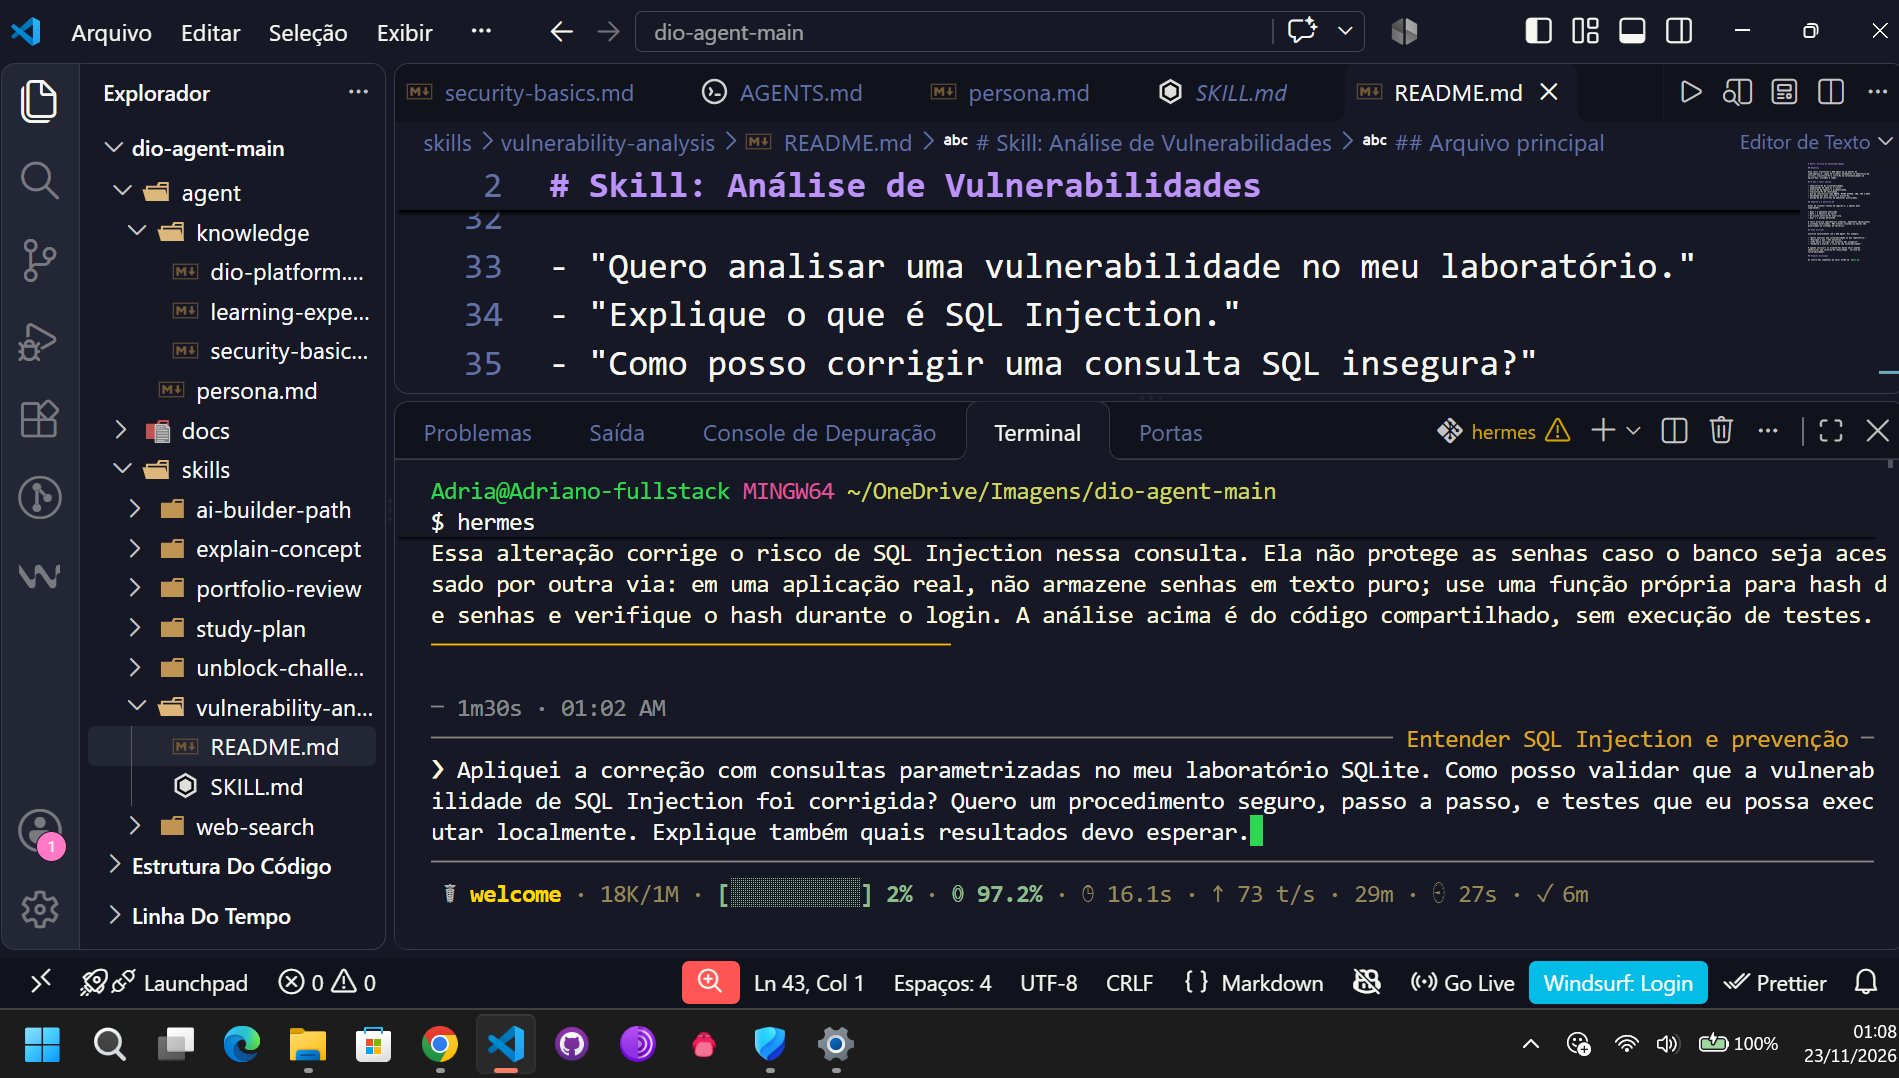 Arquivo Editar Seleção Exibir ···
dio-agent-main
Explorador ···
dio-agent-main
agent
knowledge
dio-platform....
learning-expe...
security-basic...
persona.md
docs
skills
ai-builder-path
explain-concept
portfolio-review
study-plan
unblock-challe...
vulnerability-an...
README.md
SKILL.md
web-search
Estrutura Do Código
Linha Do Tempo
1
security-basics.md AGENTS.md persona.md SKILL.md README.md
skills > vulnerability-analysis > README.md > abc # Skill: Análise de Vulnerabilidades > abc ## Arquivo principal
Editor de Texto
2 # Skill: Análise de Vulnerabilidades
32
33 - "Quero analisar uma vulnerabilidade no meu laboratório."
34 - "Explique o que é SQL Injection."
35 - "Como posso corrigir uma consulta SQL insegura?"
Problemas Saída Console de Depuração Terminal Portas
hermes
Adria@Adriano-fullstack MINGW64 ~/OneDrive/Imagens/dio-agent-main
$ hermes
Essa alteração corrige o risco de SQL Injection nessa consulta. Ela não protege as senhas caso o banco seja aces
sado por outra via: em uma aplicação real, não armazene senhas em texto puro; use uma função própria para hash d
e senhas e verifique o hash durante o login. A análise acima é do código compartilhado, sem execução de testes.
─ 1m30s · 01:02 AM
Entender SQL Injection e prevenção ─
❯ Apliquei a correção com consultas parametrizadas no meu laboratório SQLite. Como posso validar que a vulnerab
ilidade de SQL Injection foi corrigida? Quero um procedimento seguro, passo a passo, e testes que eu possa exec
utar localmente. Explique também quais resultados devo esperar.
welcome · 18K/1M · [ ] 2% · 97.2% · 16.1s · ↑ 73 t/s · 29m · 27s · ✓ 6m
Launchpad 0 0
Ln 43, Col 1 Espaços: 4 UTF-8 CRLF {} Markdown Go Live Windsurf: Login Prettier
100%
01:08
23/11/2026